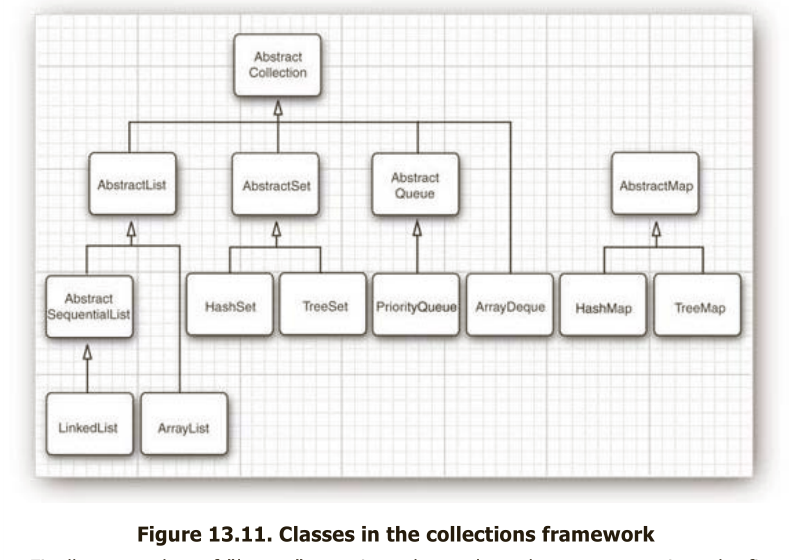 Abstract
Collection
AbstractList
AbstractSet
Abstract
Queue
AbstractMap
Abstract
SequentialList
HashSet
TreeSet
PriorityQueue
ArrayDeque
HashMap
TreeMap
LinkedList
ArrayList
Figure 13.11. Classes in the collections framework